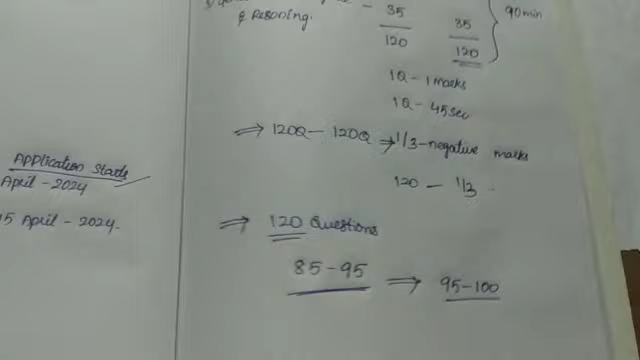 Application Starts
April - 2024
15 April - 2024.
& Reasoning. - 35 35 90min
120 120
1Q - 1 marks
1Q - 45 sec
⇒ 120Q - 120Q → 1/3 - negative marks
120 - 1/3 -
⇒ 120 Questions
85 - 95 ⇒ 95 - 100